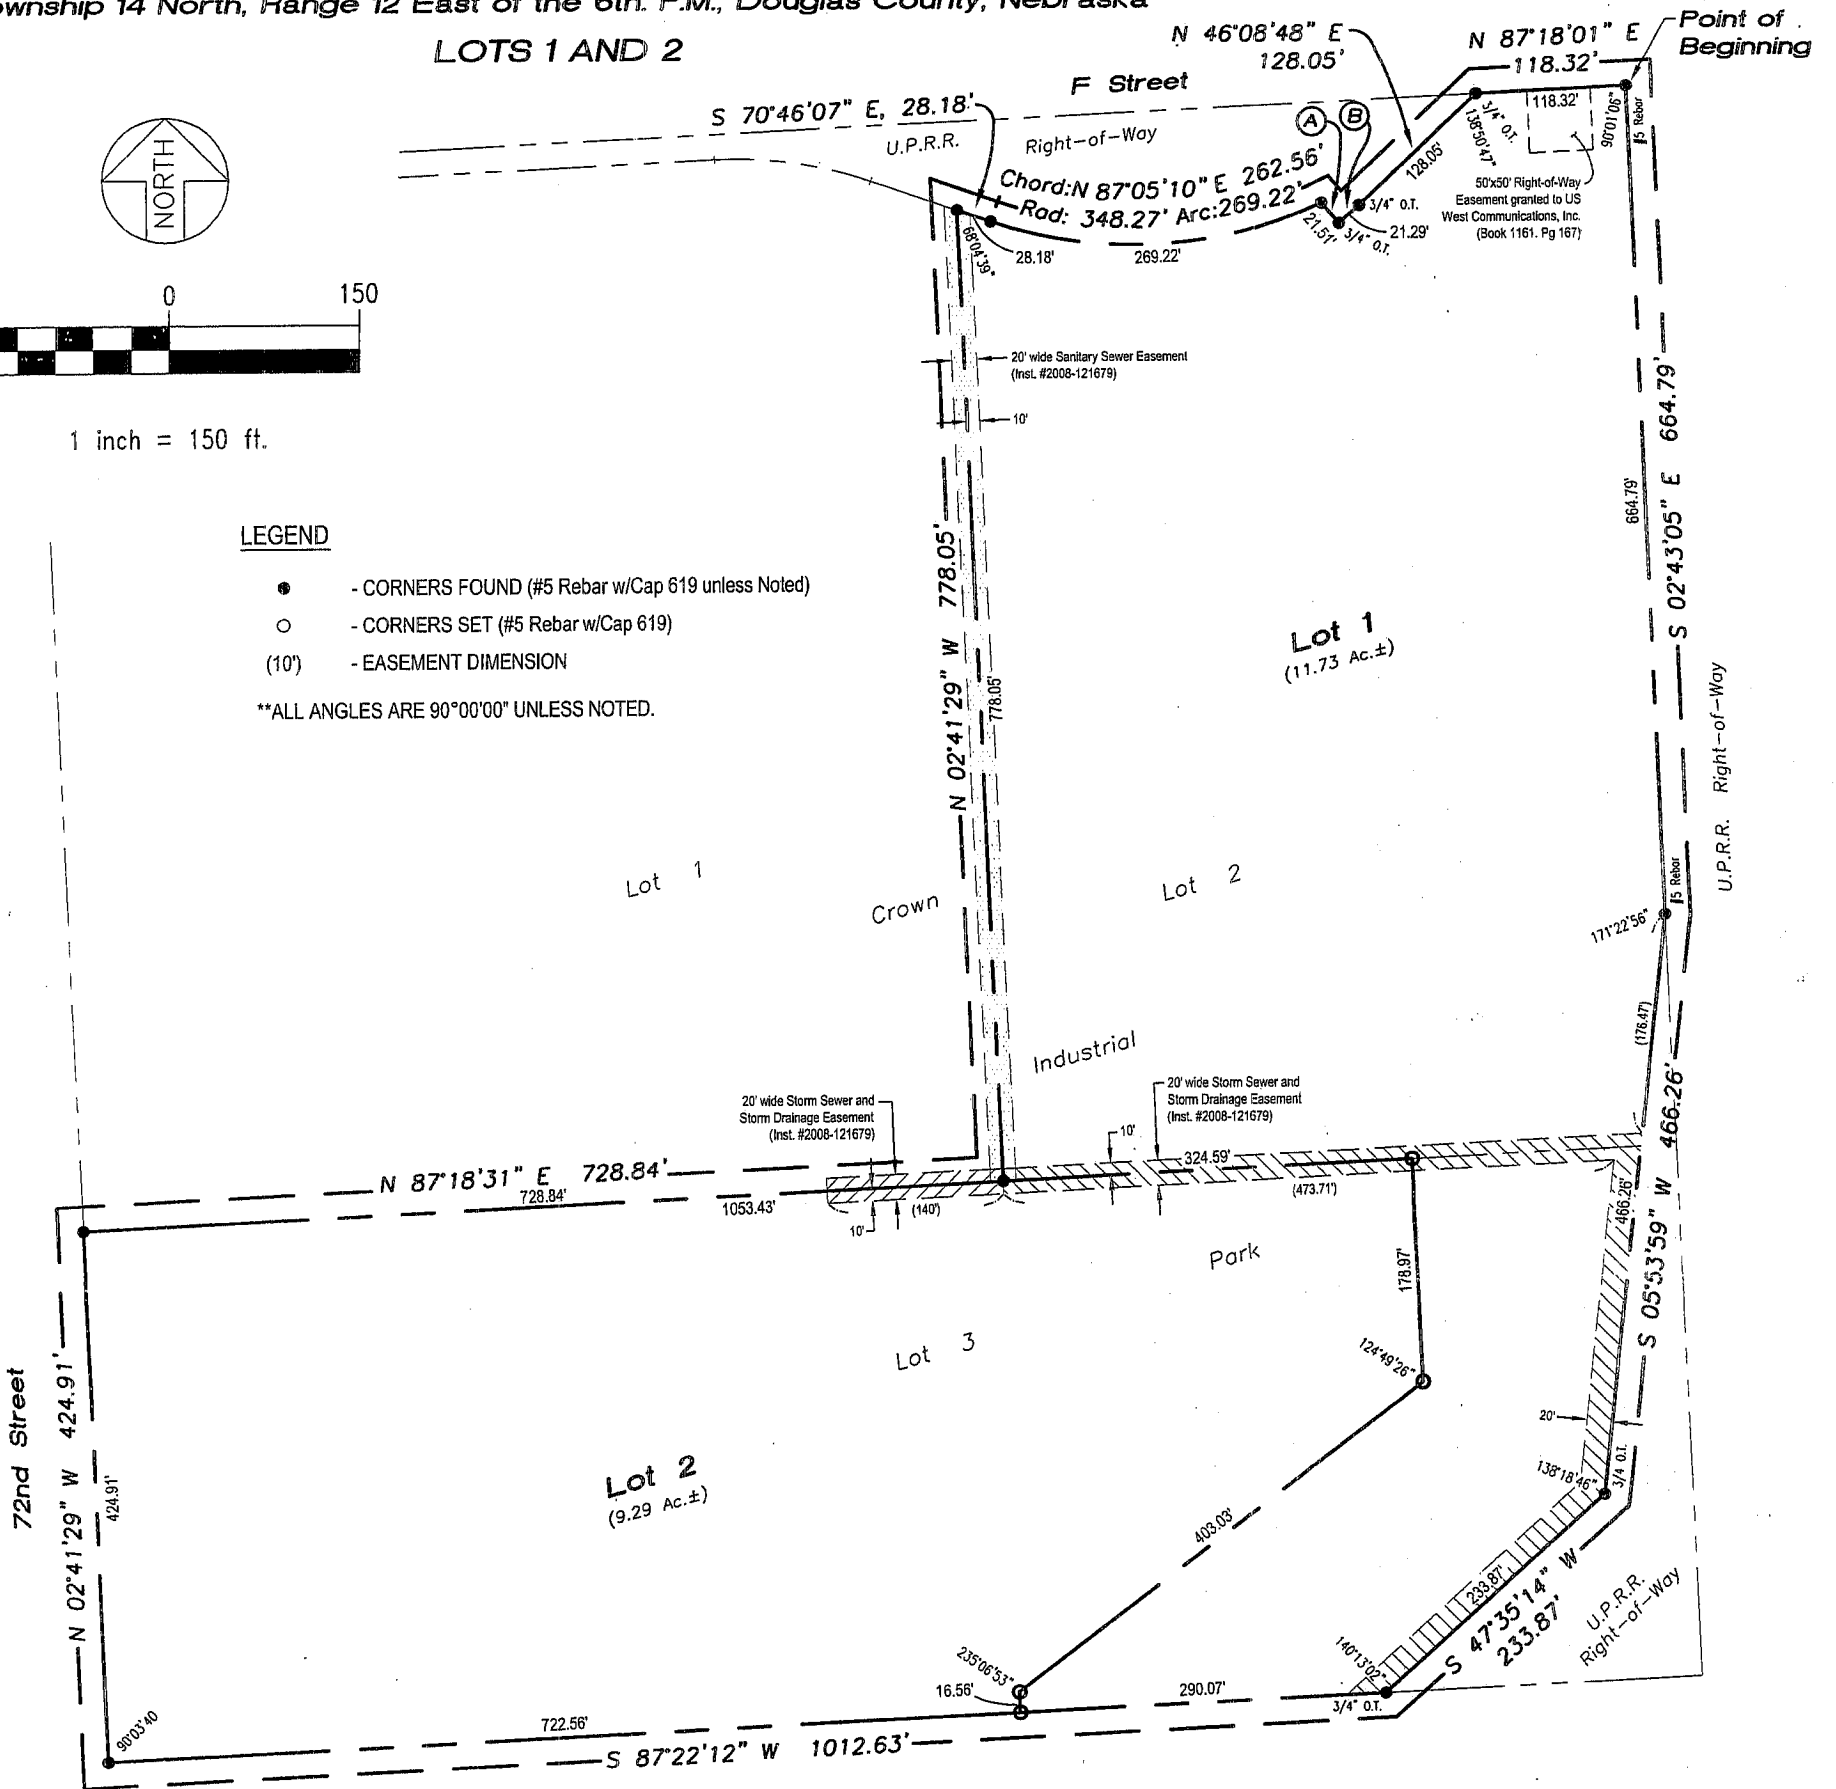 Township 14 North, Range 12 East of the 6th. P.M., Douglas County, Nebraska
LOTS 1 AND 2
N 46°08'48" E
128.05'
N 87°18'01" E
118.32'
Point of
Beginning
F Street
S 70°46'07" E, 28.18'
U.P.R.R.
Right-of-Way
A
B
118.32'
3/4" O.T.
138°50'47"
90°01'06"
#5 Rebar
128.05'
Chord:N 87°05'10" E 262.56'
Rad: 348.27' Arc:269.22'
50'x50' Right-of-Way
Easement granted to US
West Communications, Inc.
(Book 1161. Pg 167)
3/4" O.T.
21.29'
21.51'
3/4" O.T.
68°04'39"
28.18'
269.22'
NORTH
0
150
1 inch = 150 ft.
20' wide Sanitary Sewer Easement
(Inst. #2008-121679)
10'
664.79'
S 02°43'05" E 664.79'
LEGEND
- CORNERS FOUND (#5 Rebar w/Cap 619 unless Noted)
- CORNERS SET (#5 Rebar w/Cap 619)
(10') - EASEMENT DIMENSION
**ALL ANGLES ARE 90°00'00" UNLESS NOTED.
N 02°41'29" W 778.05'
778.05'
Lot 1
(11.73 Ac.±)
U.P.R.R. Right-of-Way
Lot 1
Crown
Lot 2
#5 Rebar
171°22'56"
(176.47')
Industrial
20' wide Storm Sewer and
Storm Drainage Easement
(Inst. #2008-121679)
20' wide Storm Sewer and
Storm Drainage Easement
(Inst. #2008-121679)
10'
324.59'
(473.71')
N 87°18'31" E 728.84'
728.84'
1053.43'
(140')
10'
466.26'
S 05°53'59" W 466.26'
Park
178.97'
Lot 3
124°49'26"
72nd Street
N 02°41'29" W 424.91'
424.91'
Lot 2
(9.29 Ac.±)
20'
138°18'46"
3/4 O.T.
403.03'
233.87'
S 47°35'14" W
233.87'
U.P.R.R.
Right-of-Way
235°06'53"
16.56'
140°13'02"
290.07'
3/4" O.T.
90°03'40
722.56'
S 87°22'12" W 1012.63'